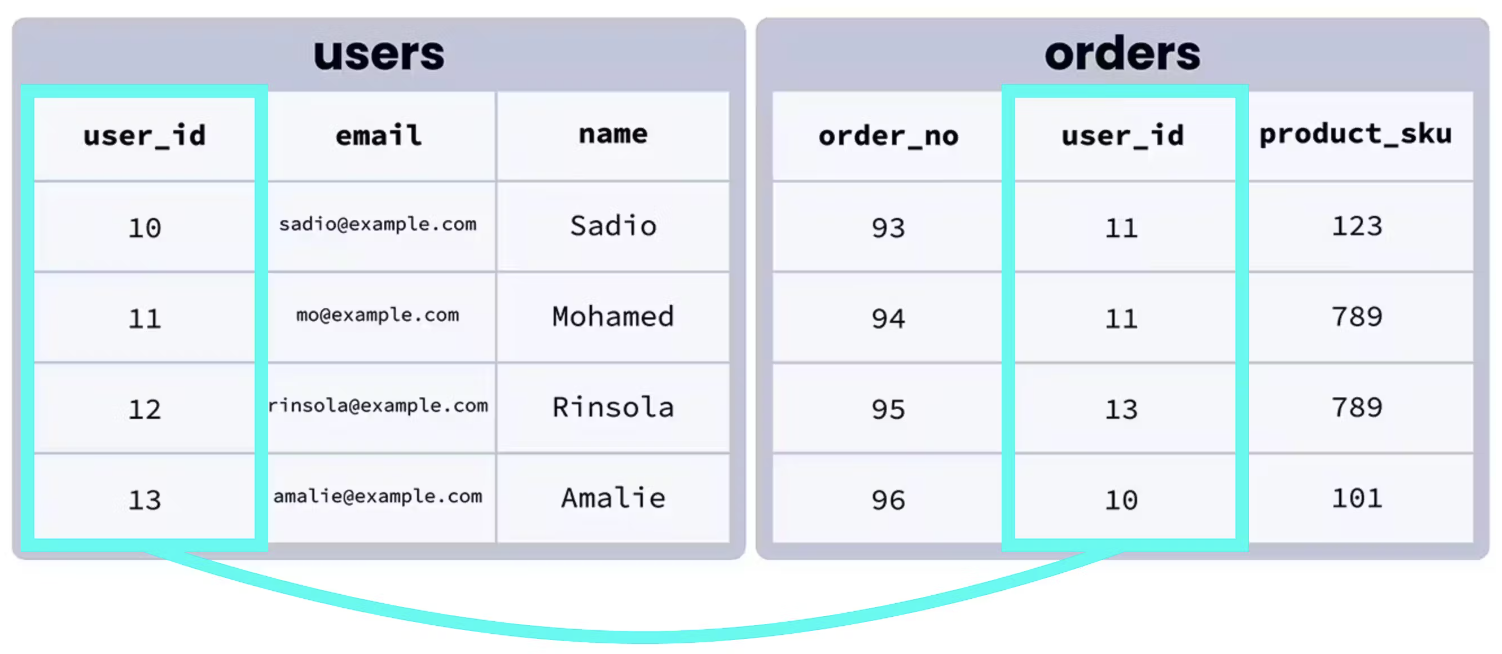 users
user_id email name
10 sadio@example.com Sadio
11 mo@example.com Mohamed
12 rinsola@example.com Rinsola
13 amalie@example.com Amalie
orders
order_no user_id product_sku
93 11 123
94 11 789
95 13 789
96 10 101